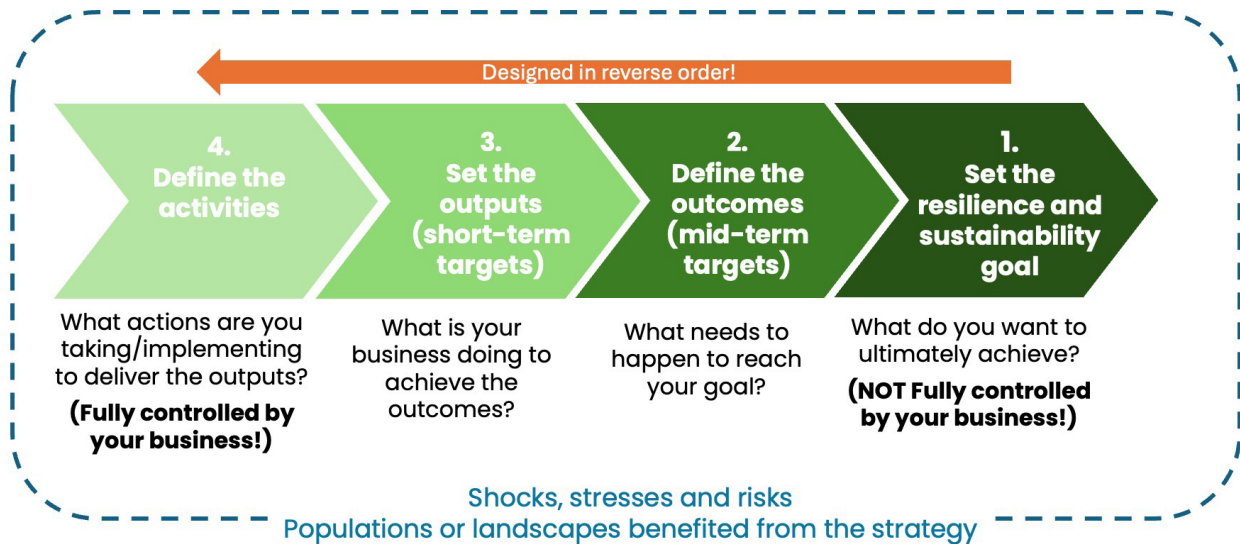 Designed in reverse order!
4.
Define the
activities
3.
Set the
outputs
(short-term
targets)
2.
Define the
outcomes
(mid-term
targets)
1.
Set the
resilience and
sustainability
goal
What actions are you
taking/implementing
to deliver the outputs?
(Fully controlled by
your business!)
What is your
business doing to
achieve the
outcomes?
What needs to
happen to reach
your goal?
What do you want to
ultimately achieve?
(NOT Fully controlled
by your business!)
Shocks, stresses and risks
Populations or landscapes benefited from the strategy